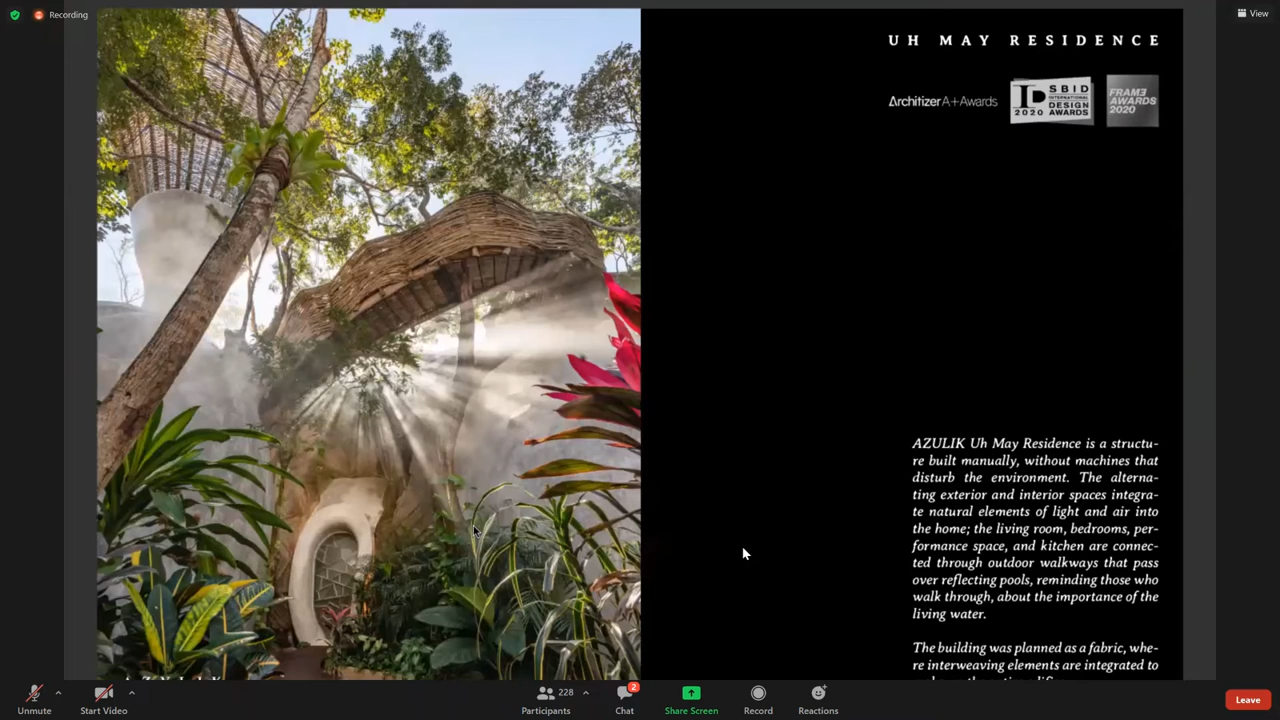 Recording
View
UH MAY RESIDENCE
Architizer A+Awards
SBID
INTERNATIONAL
DESIGN
2020 AWARDS
FRAME
AWARDS
2020
AZULIK Uh May Residence is a structu-
re built manually, without machines that
disturb the environment. The alterna-
ting exterior and interior spaces integra-
te natural elements of light and air into
the home; the living room, bedrooms, per-
formance space, and kitchen are connec-
ted through outdoor walkways that pass
over reflecting pools, reminding those who
walk through, about the importance of the
living water.
The building was planned as a fabric, whe-
re interweaving elements are integrated to
Unmute
Start Video
228
Participants
2
Chat
Share Screen
Record
Reactions
Leave